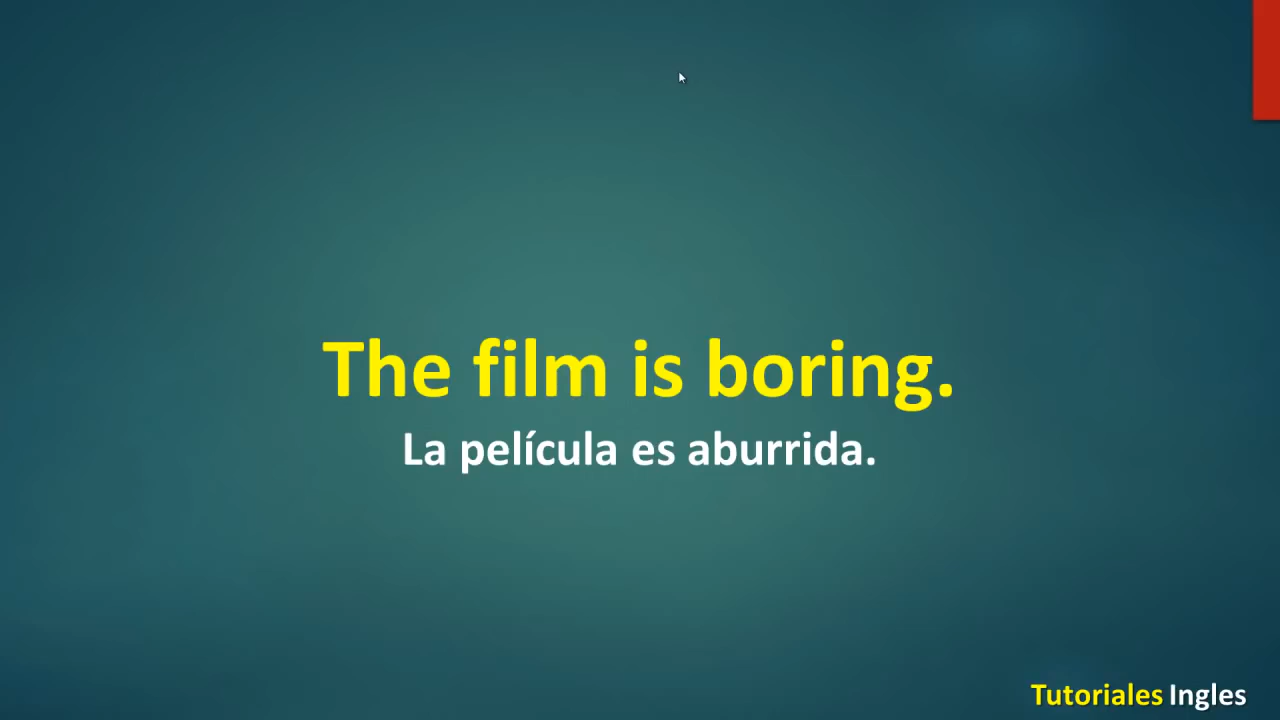 The film is boring.
La película es aburrida.
Tutoriales Ingles